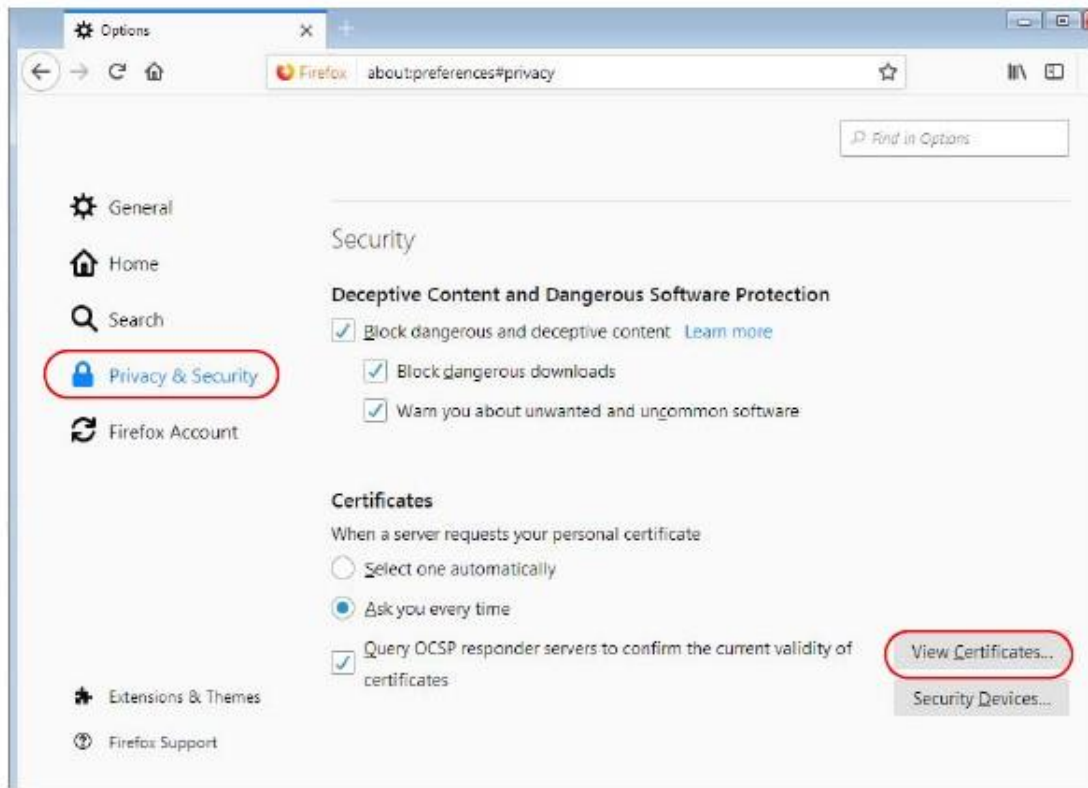 Options
Firefox about:preferences#privacy
Find in Options
General
Home
Search
Privacy & Security
Firefox Account
Extensions & Themes
Firefox Support
Security
Deceptive Content and Dangerous Software Protection
Block dangerous and deceptive content Learn more
Block dangerous downloads
Warn you about unwanted and uncommon software
Certificates
When a server requests your personal certificate
Select one automatically
Ask you every time
Query OCSP responder servers to confirm the current validity of
certificates
View Certificates...
Security Devices...